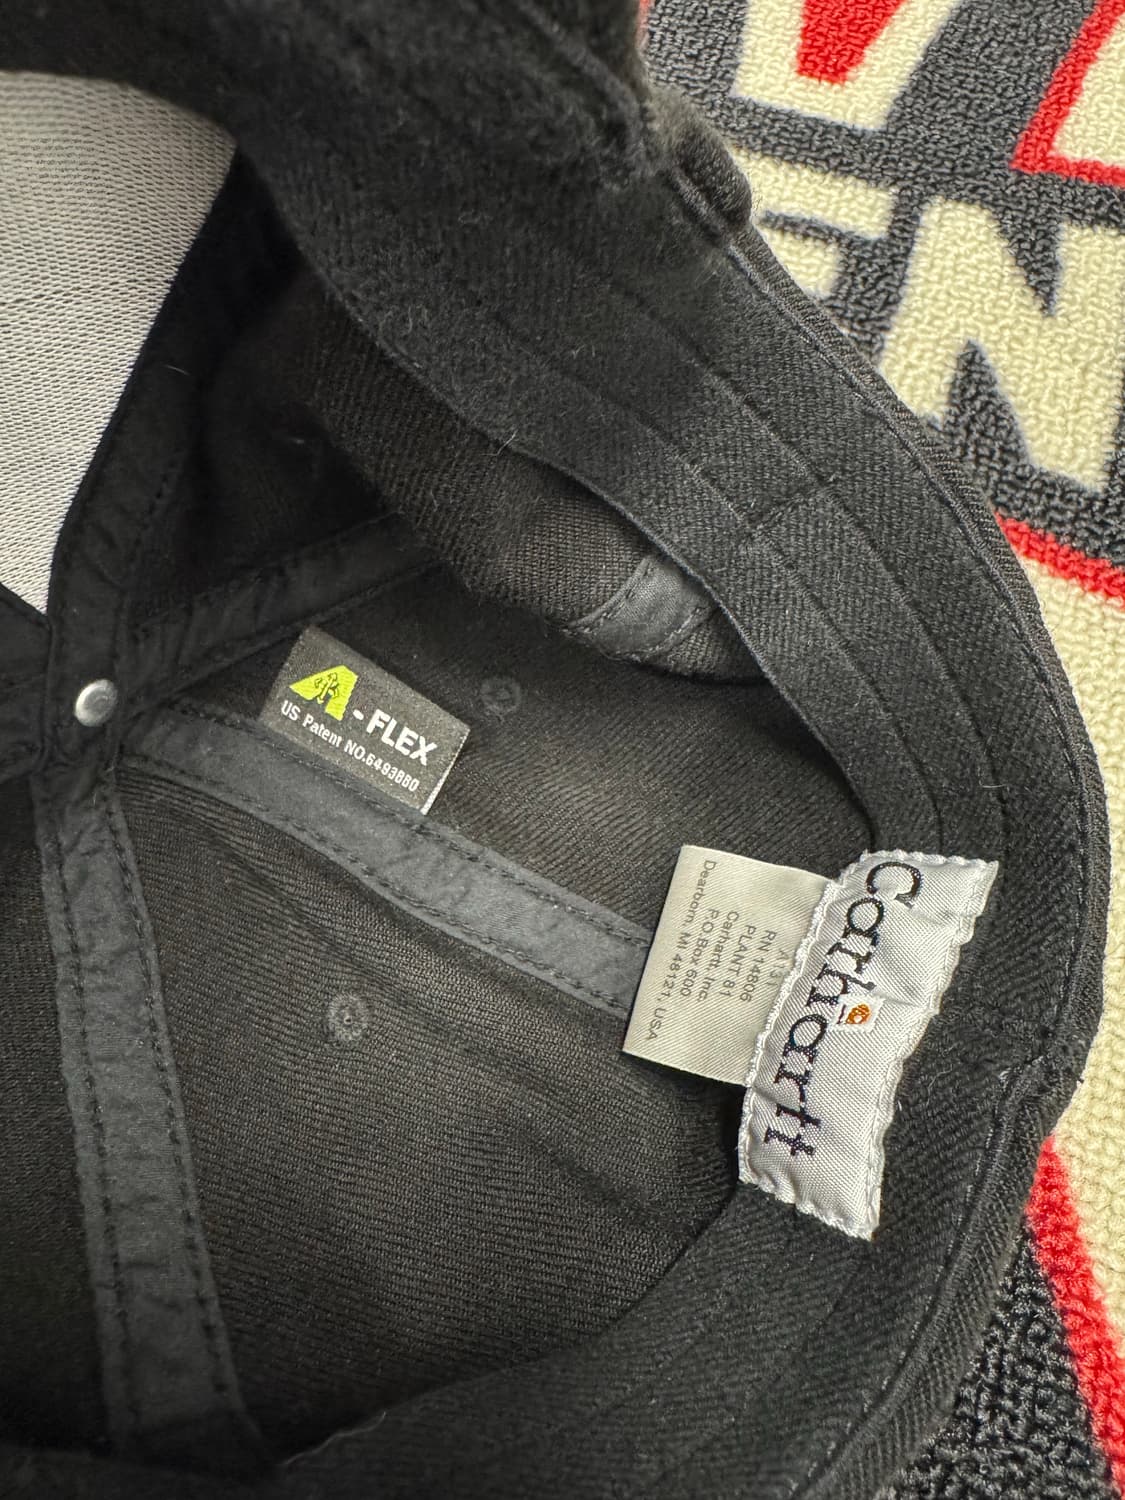 A - FLEX
US Patent NO.6493880
Carhartt
RN 14806
PLANT 81
Carhartt, Inc.
P.O Box 600
Dearborn, MI 48121, USA